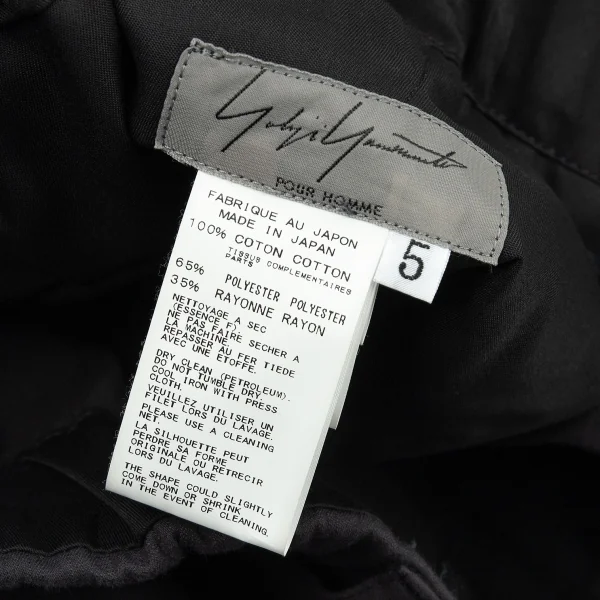 Yohji Yamamoto
POUR HOMME
5
FABRIQUE AU JAPON
MADE IN JAPAN
100% COTON COTTON
TISSUS COMPLEMENTAIRES
PARTS
65% POLYESTER POLYESTER
35% RAYONNE RAYON
NETTOYAGE A SEC
(ESSENCE F).
NE PAS FAIRE SECHER A
LA MACHINE.
REPASSER AU FER TIEDE
AVEC UNE ETOFFE.
DRY CLEAN (PETROLEUM).
DO NOT TUMBLE DRY.
COOL IRON WITH PRESS
CLOTH.
VEUILLEZ UTILISER UN
FILET LORS DU LAVAGE.
PLEASE USE A CLEANING
NET.
LA SILHOUETTE PEUT
PERDRE SA FORME
ORIGINALE OU RETRECIR
LORS DU LAVAGE.
THE SHAPE COULD SLIGHTLY
COME DOWN OR SHRINK
IN THE EVENT OF CLEANING.